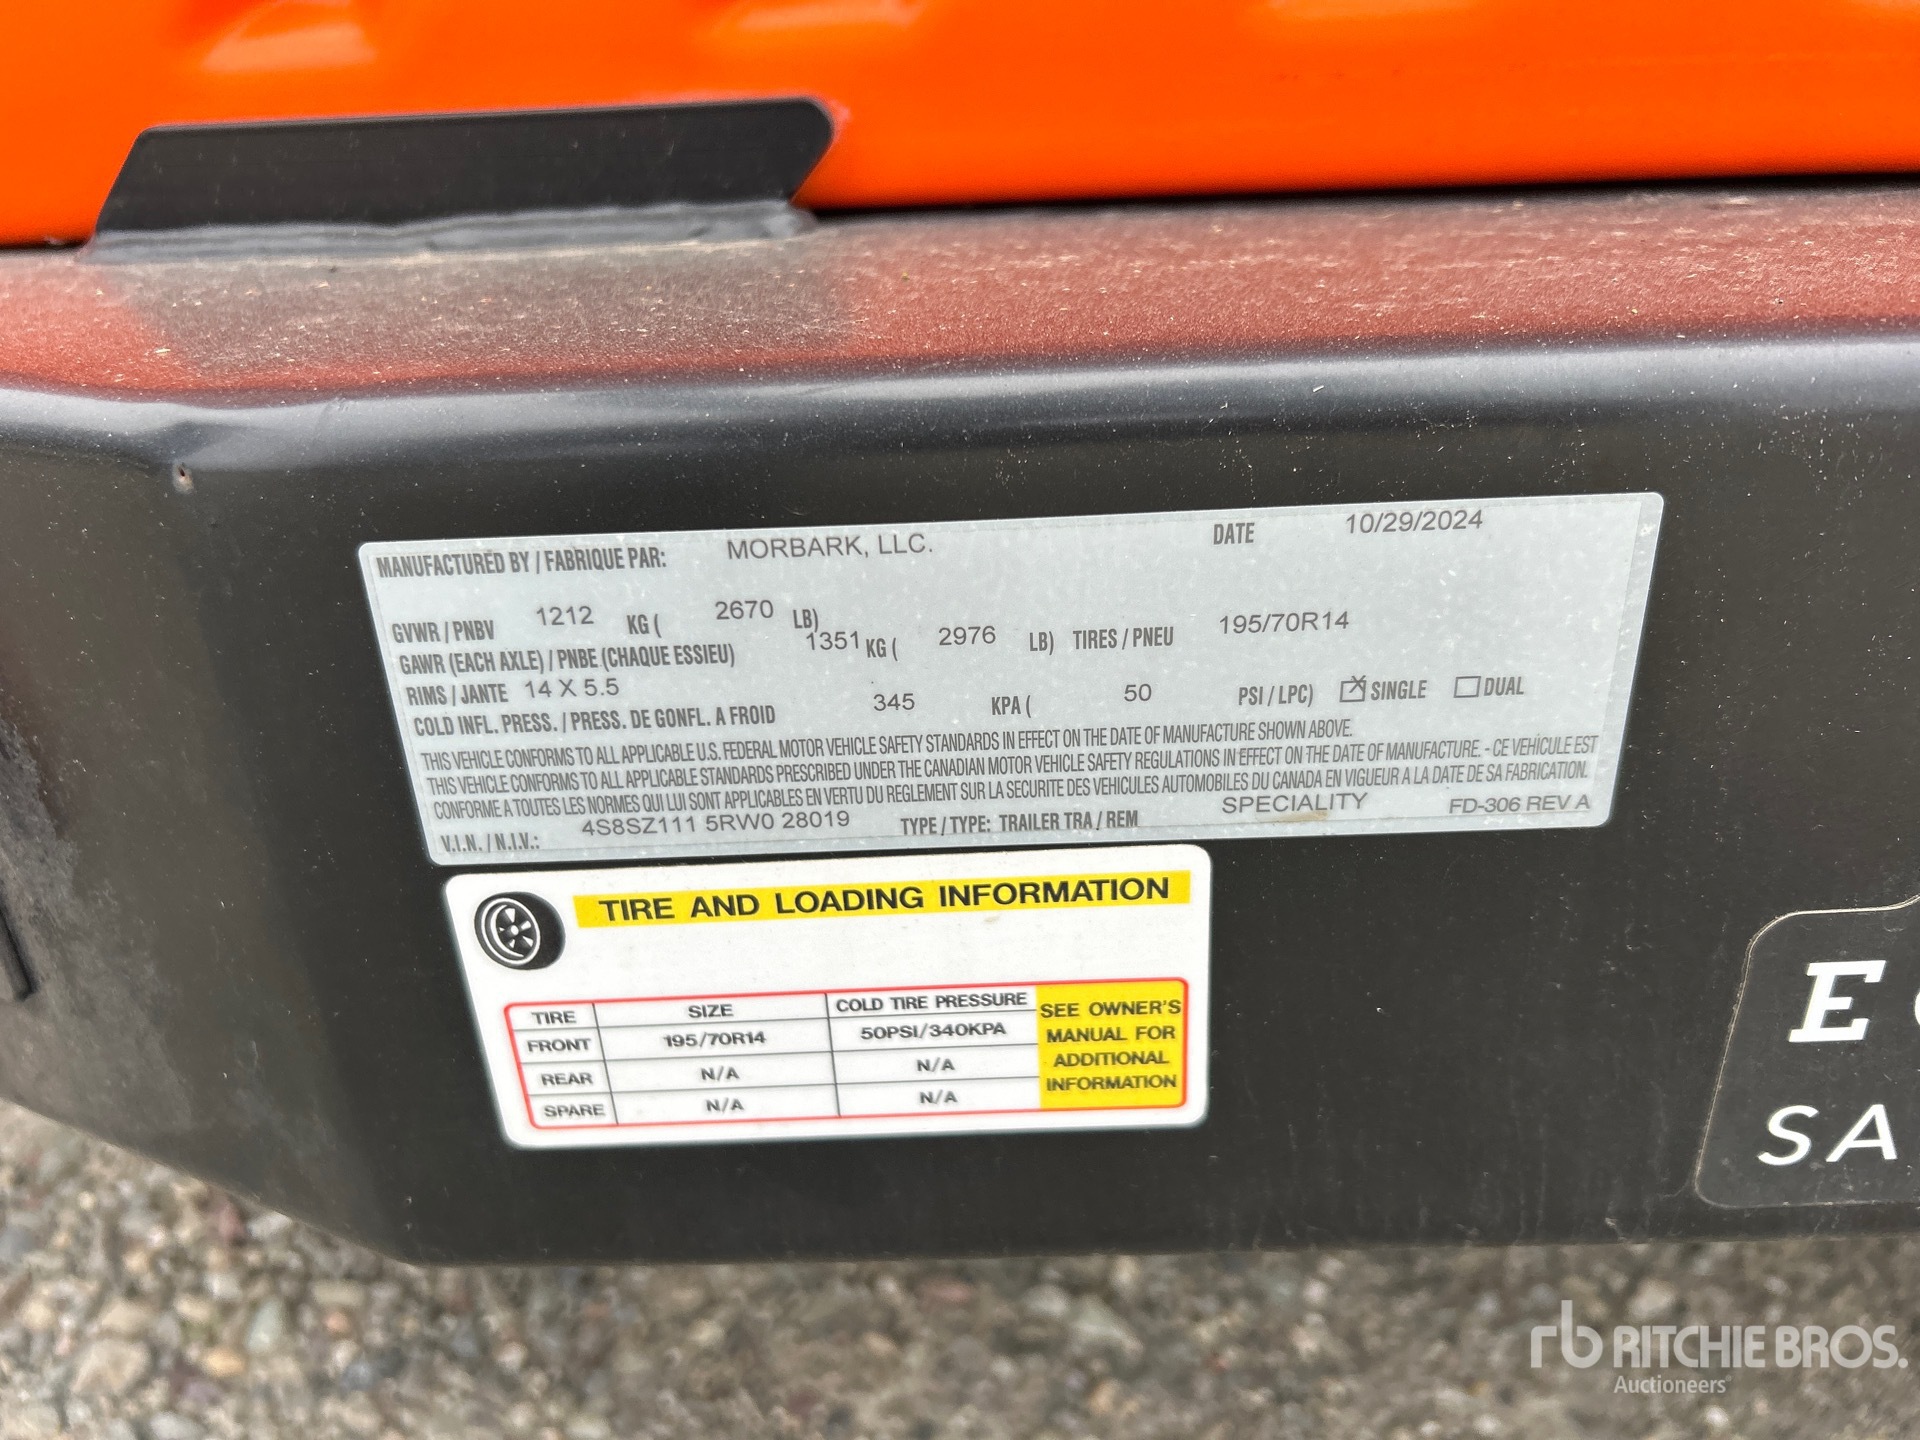 MANUFACTURED BY / FABRIQUE PAR: MORBARK, LLC. DATE 10/29/2024
GVWR / PNBV 1212 KG ( 2670 LB)
GAWR (EACH AXLE) / PNBE (CHAQUE ESSIEU) 1351 KG ( 2976 LB) TIRES / PNEU 195/70R14
RIMS / JANTE 14 X 5.5
COLD INFL. PRESS. / PRESS. DE GONFL. A FROID 345 KPA ( 50 PSI / LPC) X SINGLE DUAL
THIS VEHICLE CONFORMS TO ALL APPLICABLE U.S. FEDERAL MOTOR VEHICLE SAFETY STANDARDS IN EFFECT ON THE DATE OF MANUFACTURE SHOWN ABOVE.
THIS VEHICLE CONFORMS TO ALL APPLICABLE STANDARDS PRESCRIBED UNDER THE CANADIAN MOTOR VEHICLE SAFETY REGULATIONS IN EFFECT ON THE DATE OF MANUFACTURE. - CE VEHICULE EST
CONFORME A TOUTES LES NORMES QUI LUI SONT APPLICABLES EN VERTU DU REGLEMENT SUR LA SECURITE DES VEHICULES AUTOMOBILES DU CANADA EN VIGUEUR A LA DATE DE SA FABRICATION.
V.I.N. / N.I.V.: 4S8SZ111 5RW0 28019 TYPE / TYPE: TRAILER TRA / REM SPECIALITY FD-306 REV A
TIRE AND LOADING INFORMATION
TIRE SIZE COLD TIRE PRESSURE
FRONT 195/70R14 50PSI/340KPA
REAR N/A N/A
SPARE N/A N/A
SEE OWNER'S
MANUAL FOR
ADDITIONAL
INFORMATION
E
SA
rb RITCHIE BROS.
Auctioneers